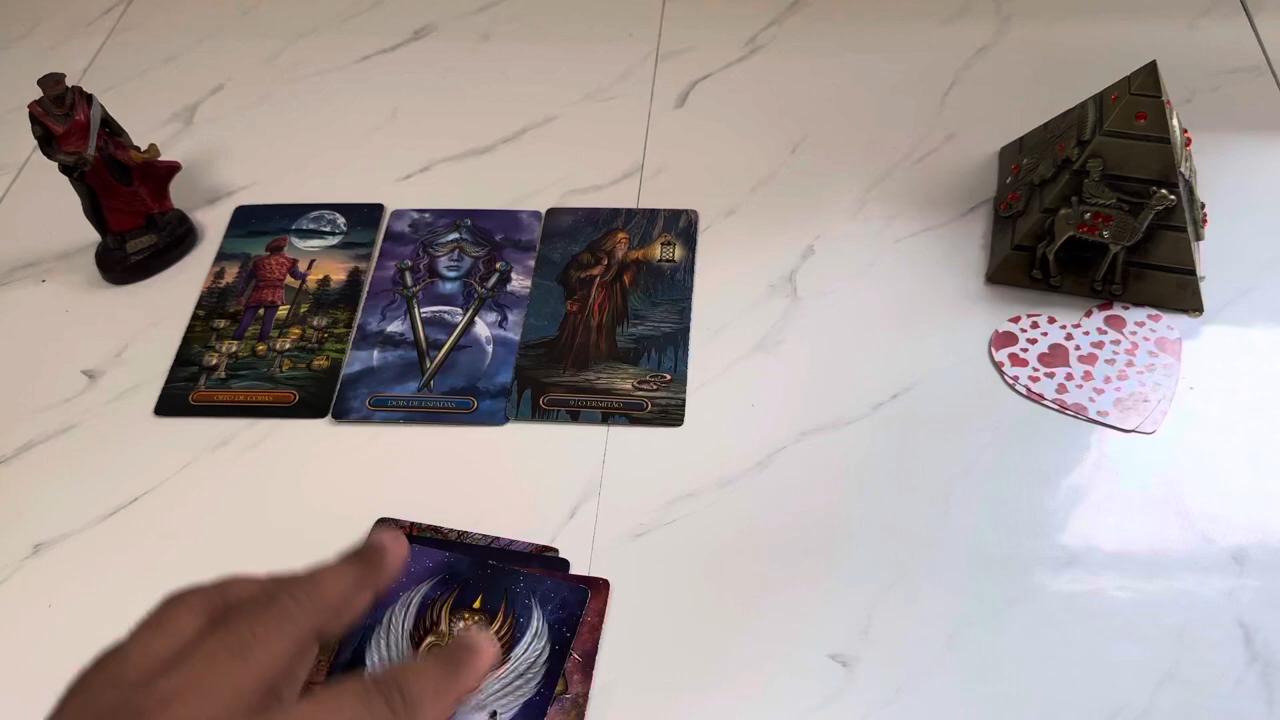 OITO DE COPAS
DOIS DE ESPADAS
9 | O ERMITÃO